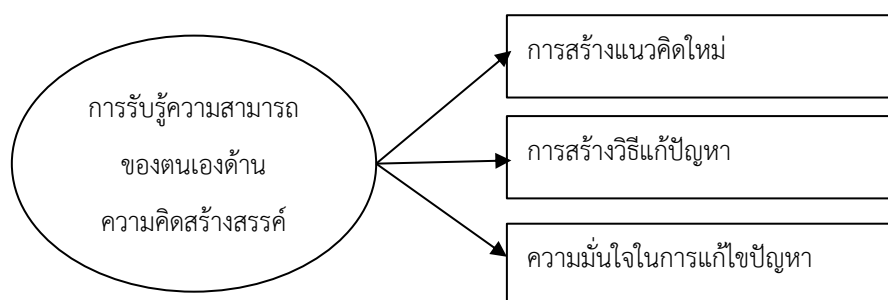 การรับรู้ความสามารถ
ของตนเองด้าน
ความคิดสร้างสรรค์
การสร้างแนวคิดใหม่
การสร้างวิธีแก้ปัญหา
ความมั่นใจในการแก้ไขปัญหา